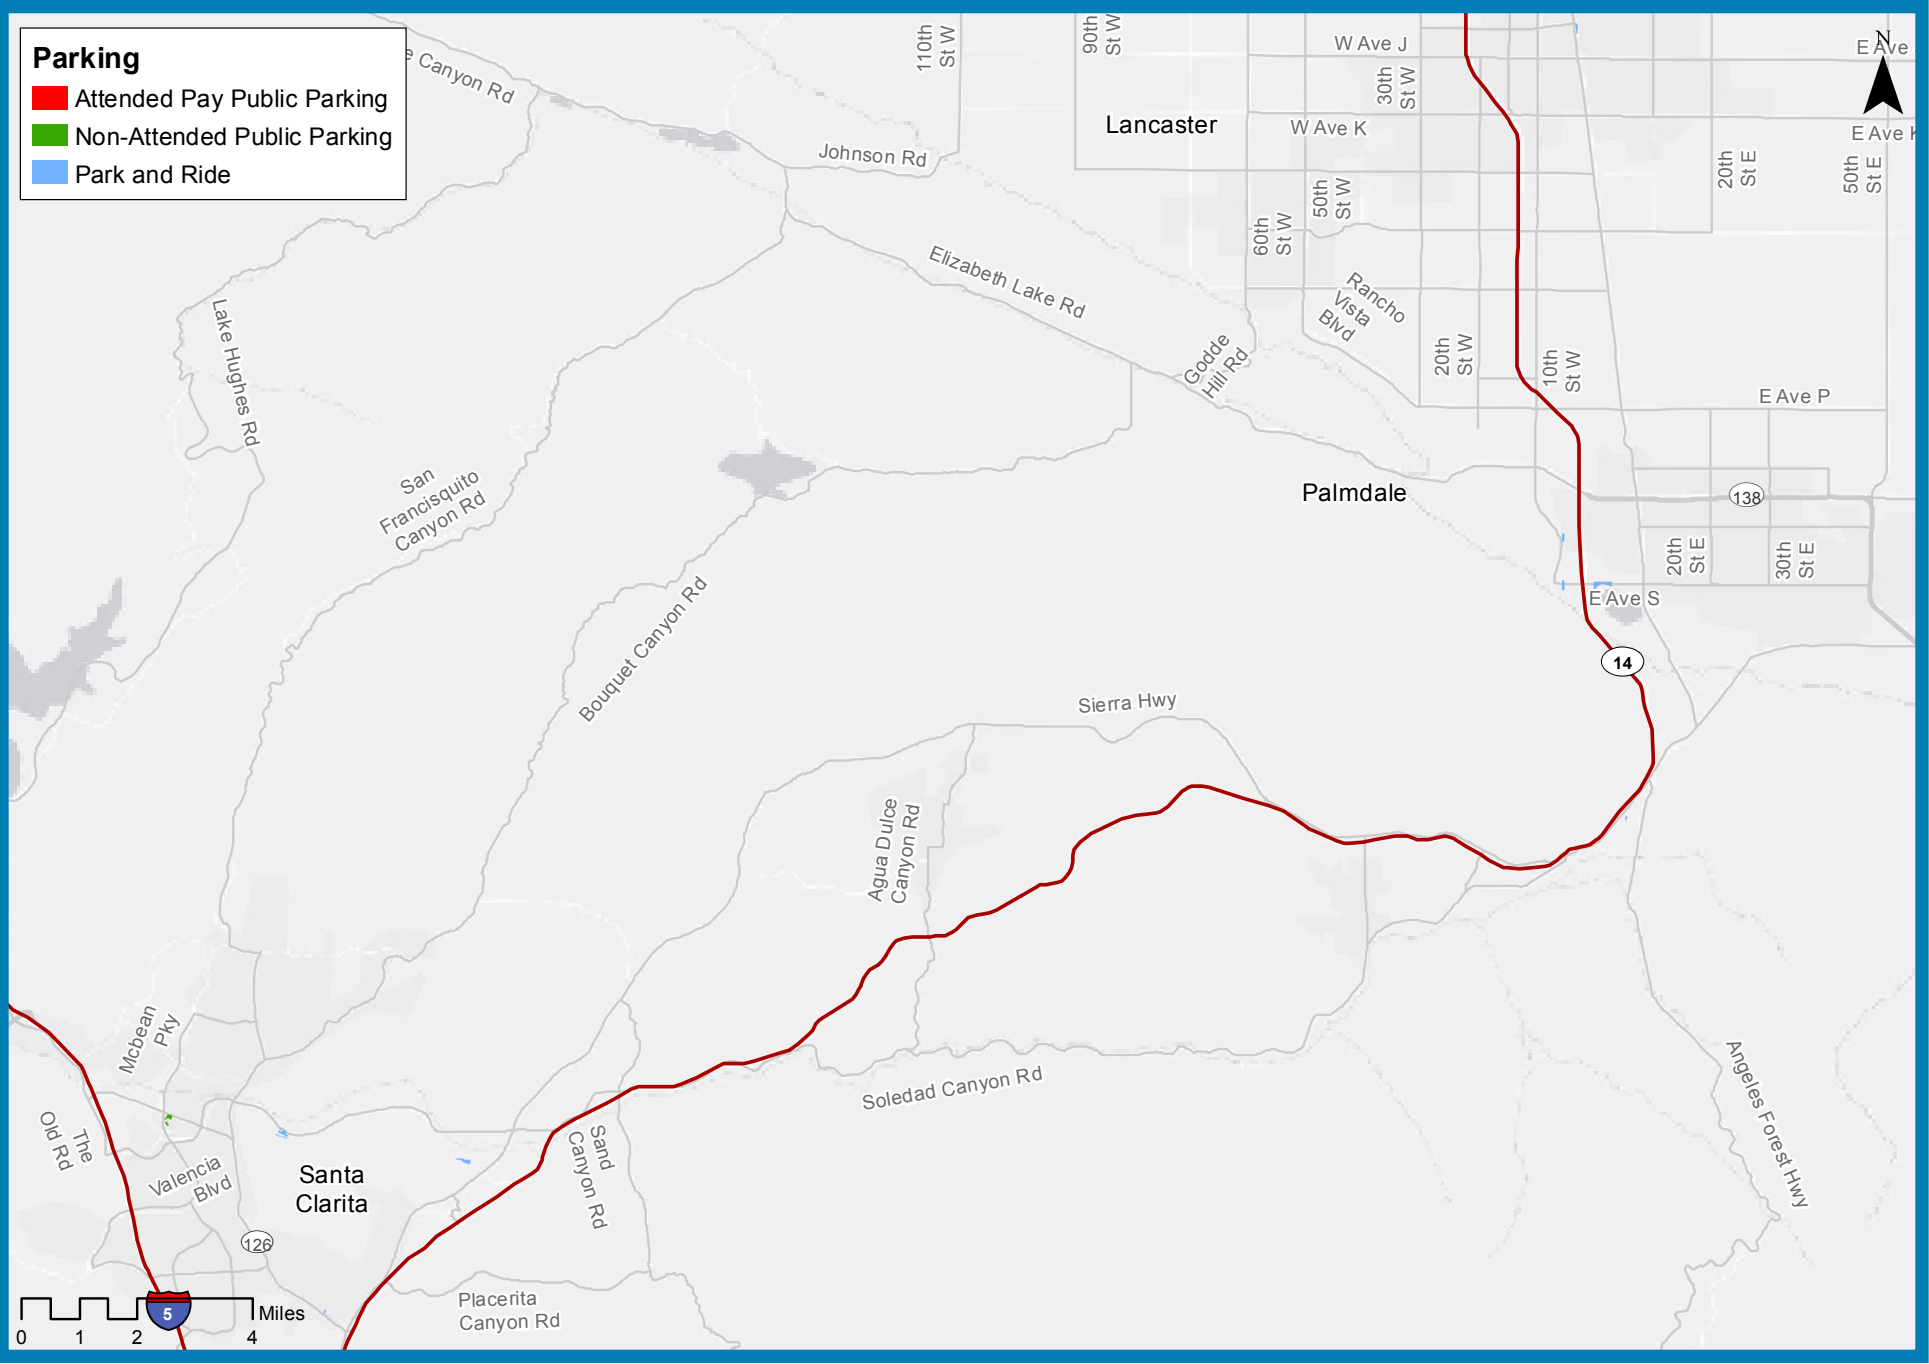 Parking
Attended Pay Public Parking
Non-Attended Public Parking
Park and Ride
e Canyon Rd
110th
St W
90th
St W
W Ave J
30th
St W
E Ave
N
Lancaster
W Ave K
E Ave K
Johnson Rd
20th
St E
50th
St E
50th
St W
60th
St W
Elizabeth Lake Rd
Rancho
Vista
Blvd
Lake Hughes Rd
Godde
Hill Rd
20th
St W
10th
St W
E Ave P
San
Francisquito
Canyon Rd
Palmdale
138
20th
St E
30th
St E
E Ave S
Bouquet Canyon Rd
14
Sierra Hwy
Agua Dulce
Canyon Rd
Mcbean
Pky
Soledad Canyon Rd
Angeles Forest Hwy
The
Old Rd
Valencia
Blvd
Santa
Clarita
Sand
Canyon Rd
126
Placerita
Canyon Rd
5
Miles
0 1 2 4